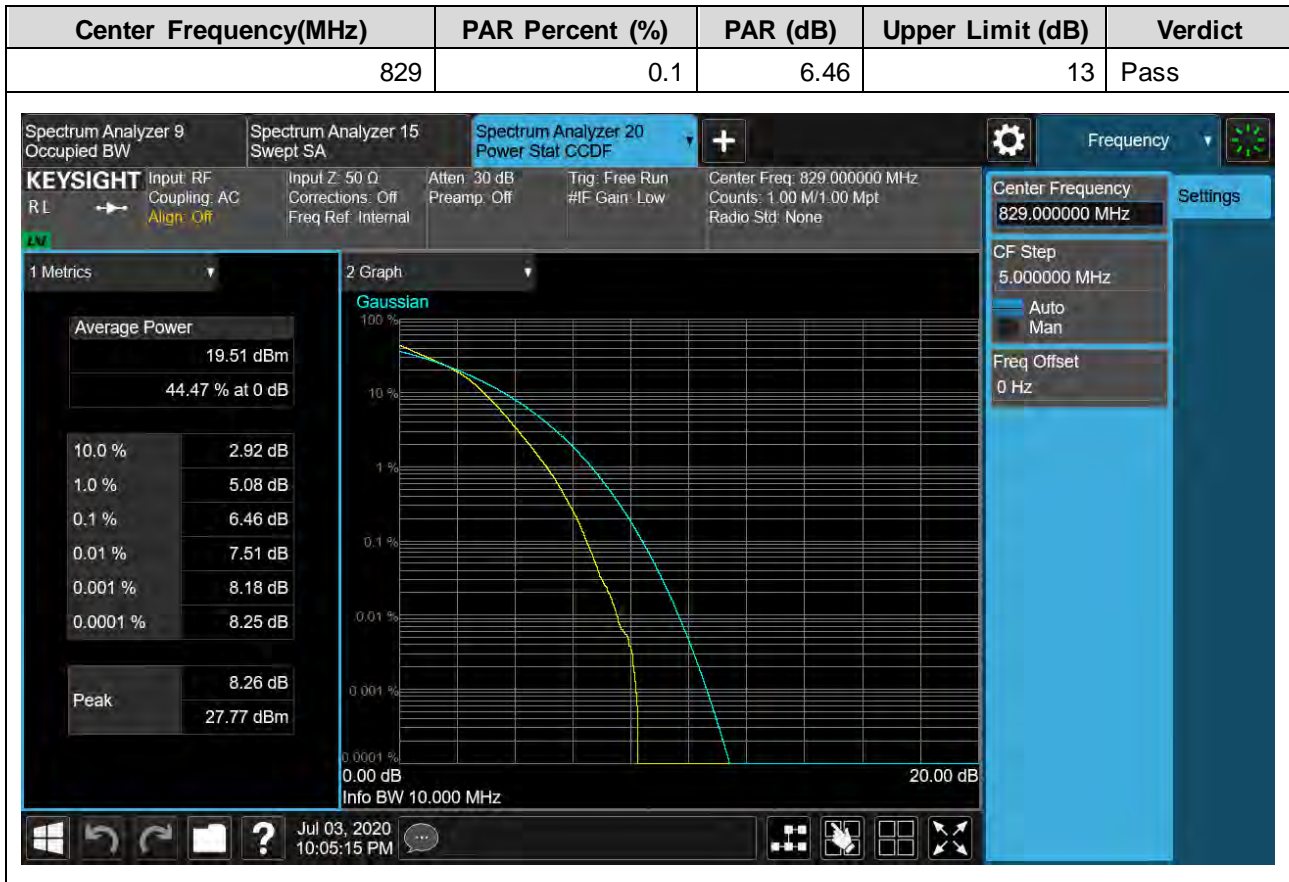 Center Frequency(MHz) PAR Percent (%) PAR (dB) Upper Limit (dB) Verdict
829 0.1 6.46 13 Pass
Spectrum Analyzer 9 Spectrum Analyzer 15 Spectrum Analyzer 20 Frequency
Occupied BW Swept SA Power Stat CCDF
KEYSIGHT Input: RF Input Z: 50 Ω Atten: 30 dB Trig: Free Run Center Freq: 829.000000 MHz
RL Coupling: AC Corrections: Off Preamp: Off #IF Gain: Low Counts: 1.00 M/1.00 Mpt
Align: Off Freq Ref: Internal Radio Std: None
Center Frequency Settings
829.000000 MHz
CF Step
5.000000 MHz
Auto
Man
Freq Offset
0 Hz
1 Metrics
Average Power
19.51 dBm
44.47 % at 0 dB
10.0 % 2.92 dB
1.0 % 5.08 dB
0.1 % 6.46 dB
0.01 % 7.51 dB
0.001 % 8.18 dB
0.0001 % 8.25 dB
Peak 8.26 dB
27.77 dBm
2 Graph
Gaussian
100 %
10 %
1 %
0.1 %
0.01 %
0.001 %
0.0001 %
0.00 dB 20.00 dB
Info BW 10.000 MHz
? Jul 03, 2020
10:05:15 PM